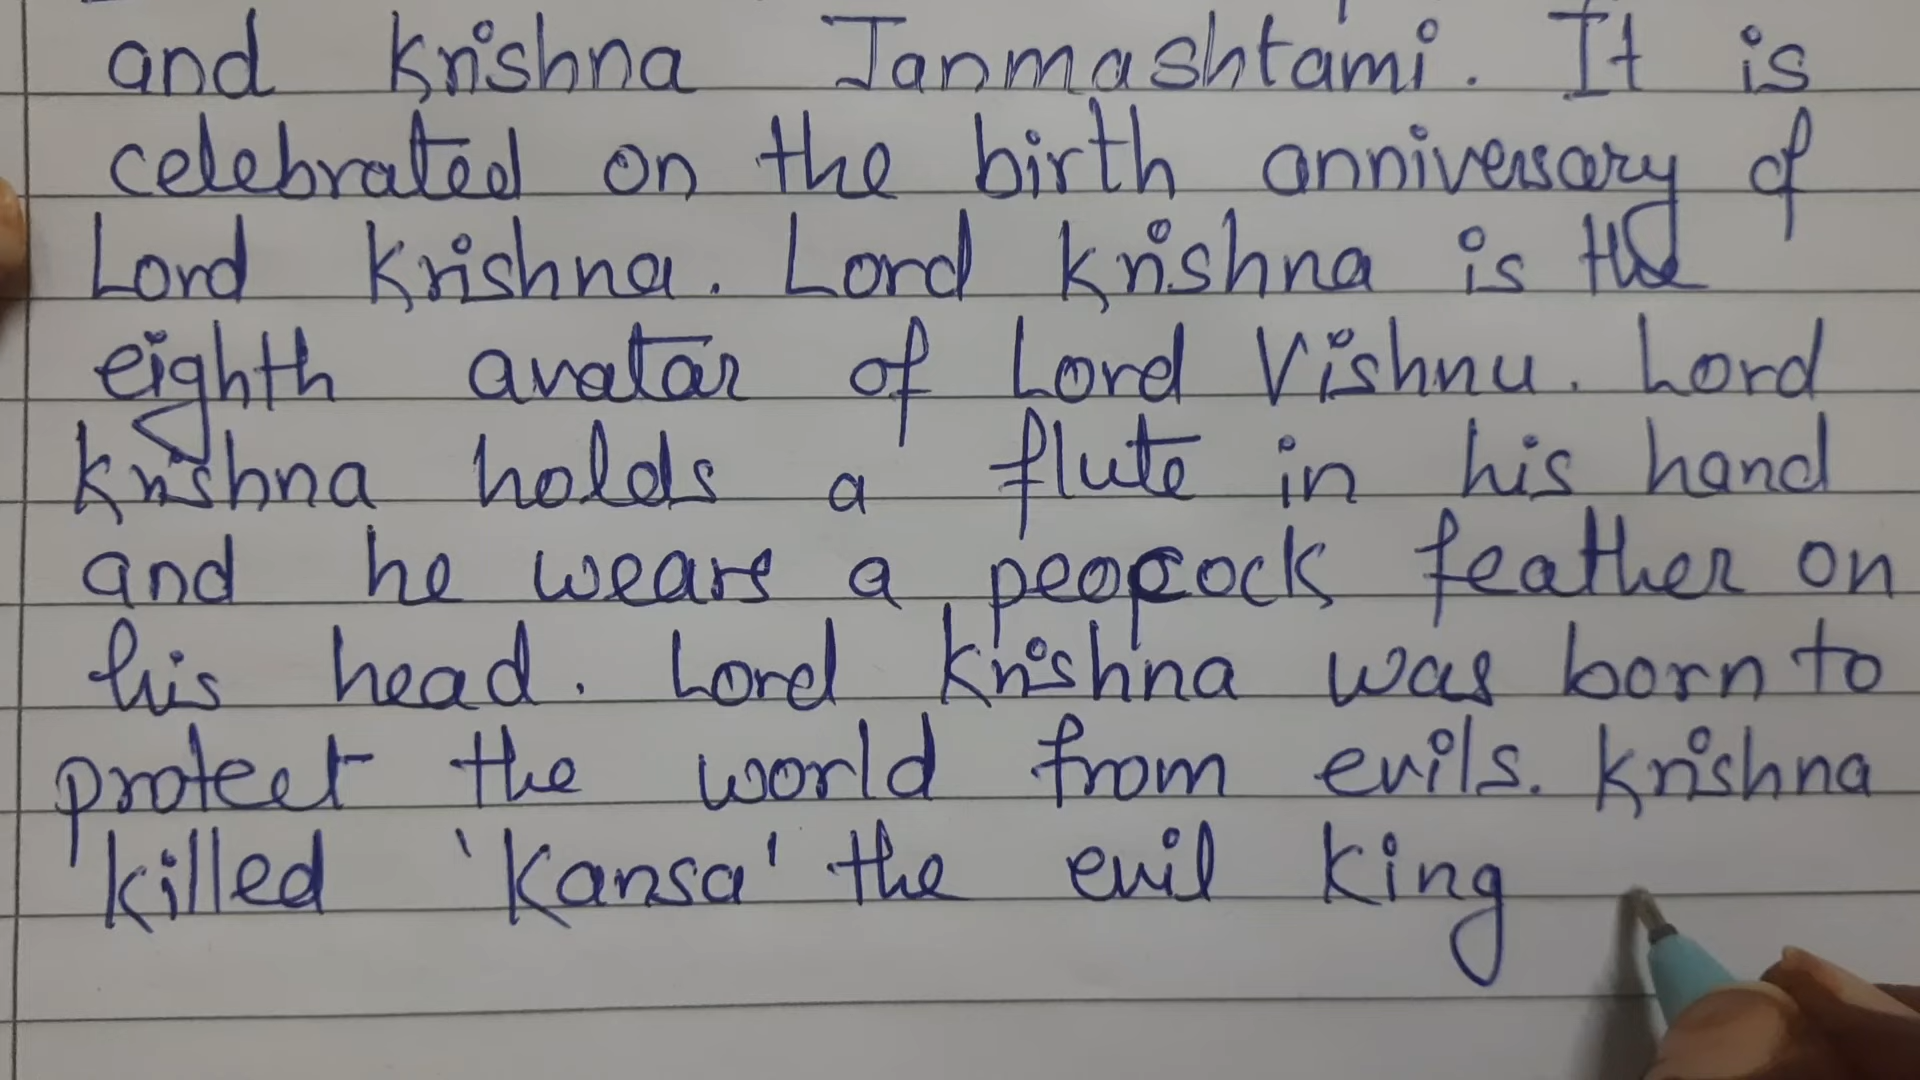 and Krishna Janmashtami. It is
celebrated on the birth anniversary of
Lord Krishna. Lord Krishna is the
eighth avatar of Lord Vishnu. Lord
Krishna holds a flute in his hand
and he wears a peacock feather on
his head. Lord Krishna was born to
protect the world from evils. Krishna
killed 'Kansa' the evil King